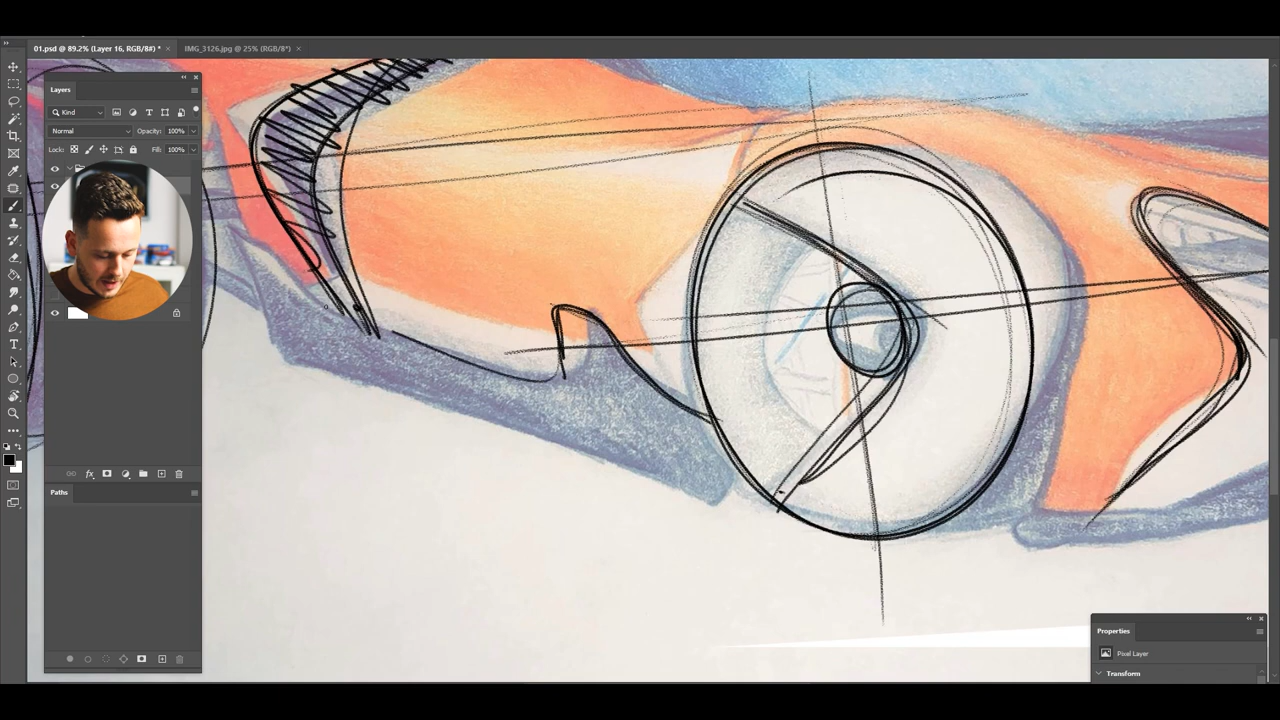 01.psd @ 89.2% (Layer 16, RGB/8#) *
IMG_3126.jpg @ 25% (RGB/8*)
Layers
Kind
Normal
Opacity: 100%
Lock:
Fill: 100%
Paths
Properties
Pixel Layer
Transform